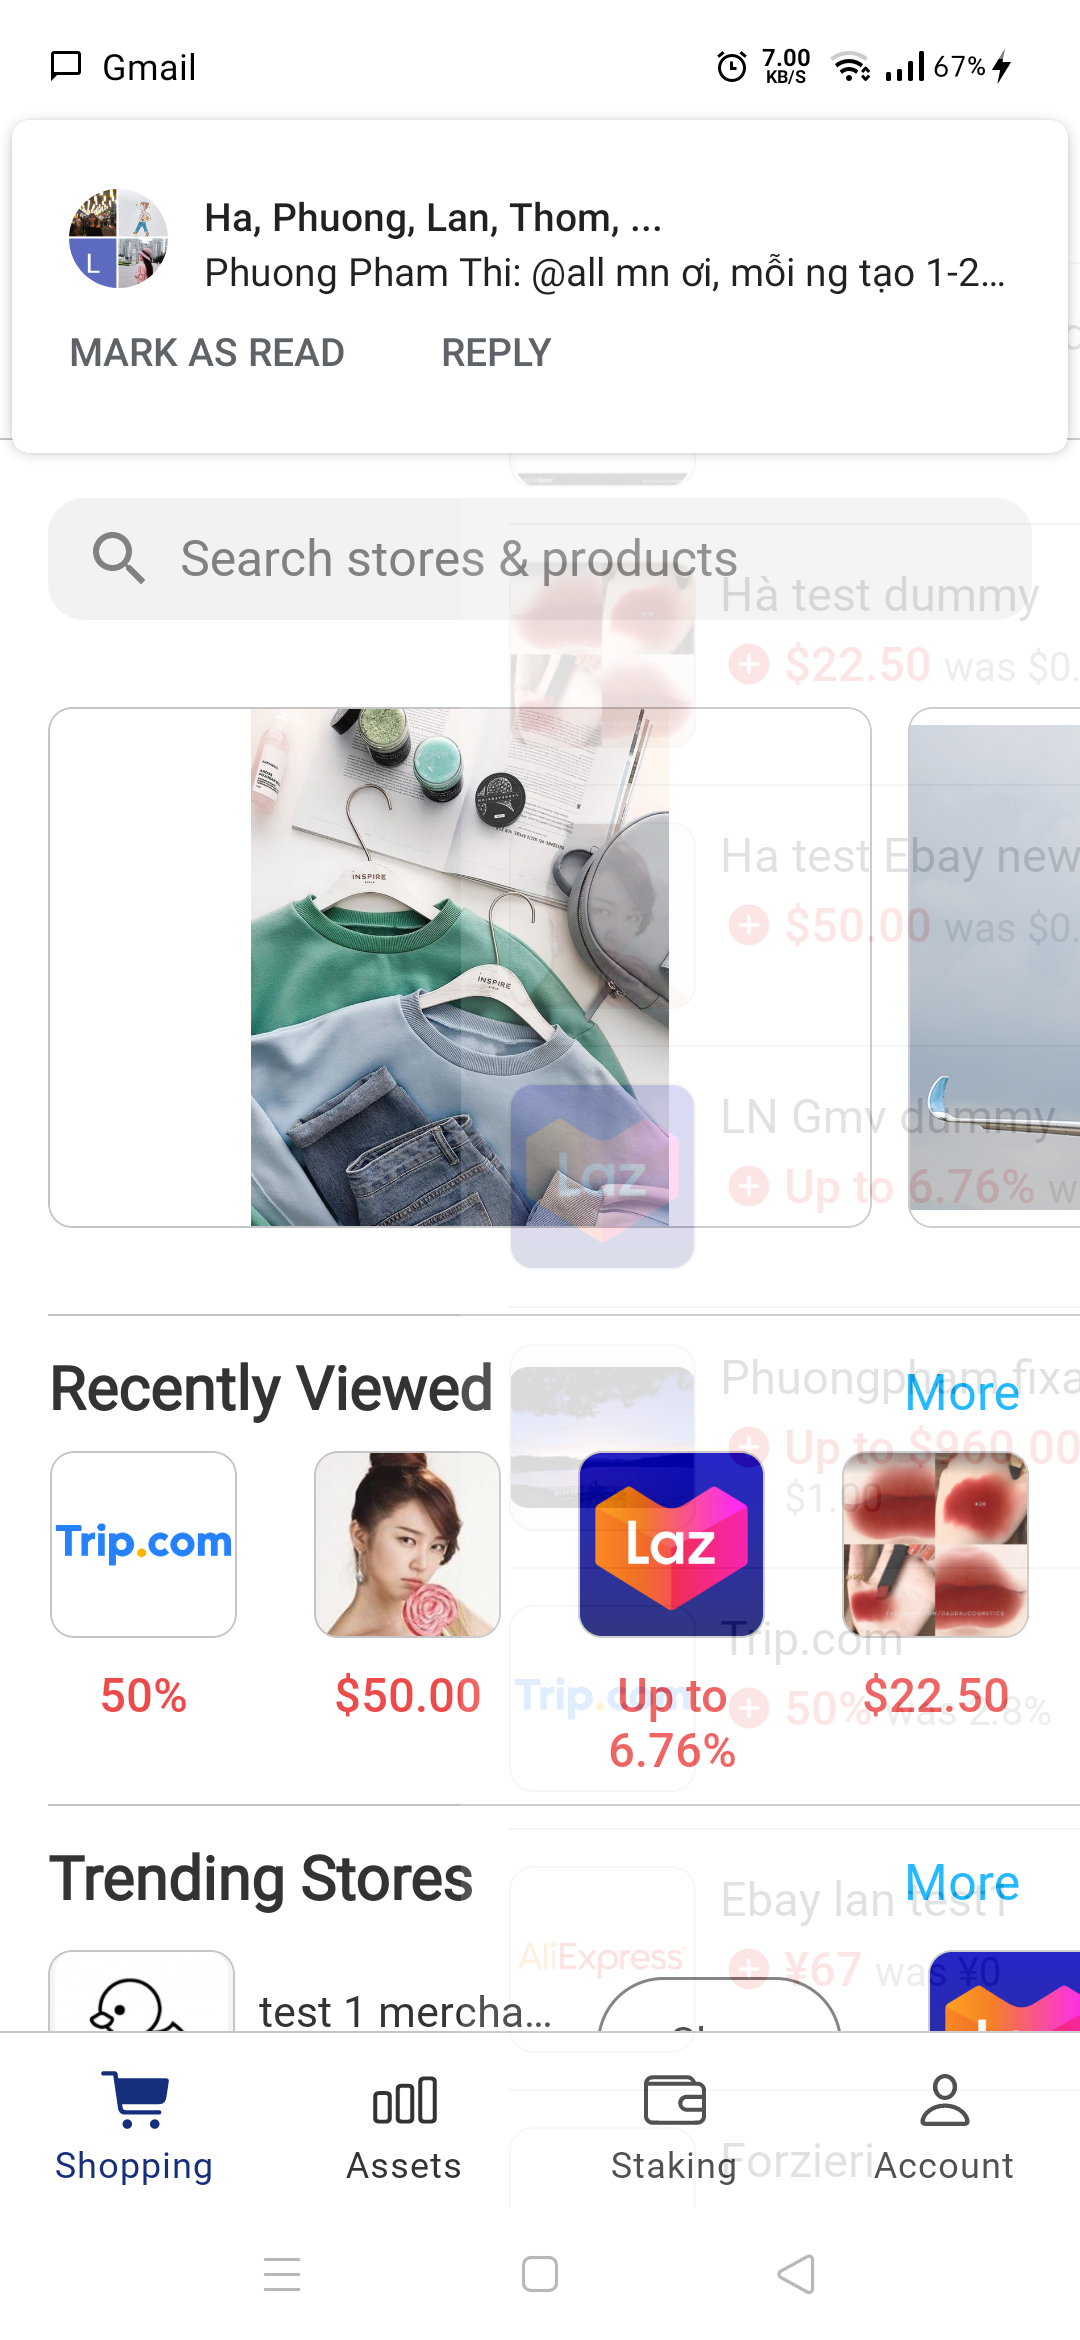 Gmail
7.00
KB/S
67%
Ha, Phuong, Lan, Thom, ...
Phuong Pham Thi: @all mn ơi, mỗi ng tạo 1-2...
MARK AS READ
REPLY
Search stores & products
Hà test dummy
$22.50 was $0.
INSPIRE
INSPIRE
Ha test Ebay new
$50.00 was $0.
LN Gmv dummy
Laz
Up to 6.76% w
Recently Viewed
More
Phuongpham fixa
Up to $960.00
$1.00
Trip.com
Laz
Trip.com
50%
$50.00
Up to
6.76%
$22.50
Trip.com
50% was 2.8%
Trending Stores
More
Ebay lan test1
AliExpress
¥67 was ¥0
test 1 mercha...
L
Shopping
Assets
Staking
Account
Forzieri